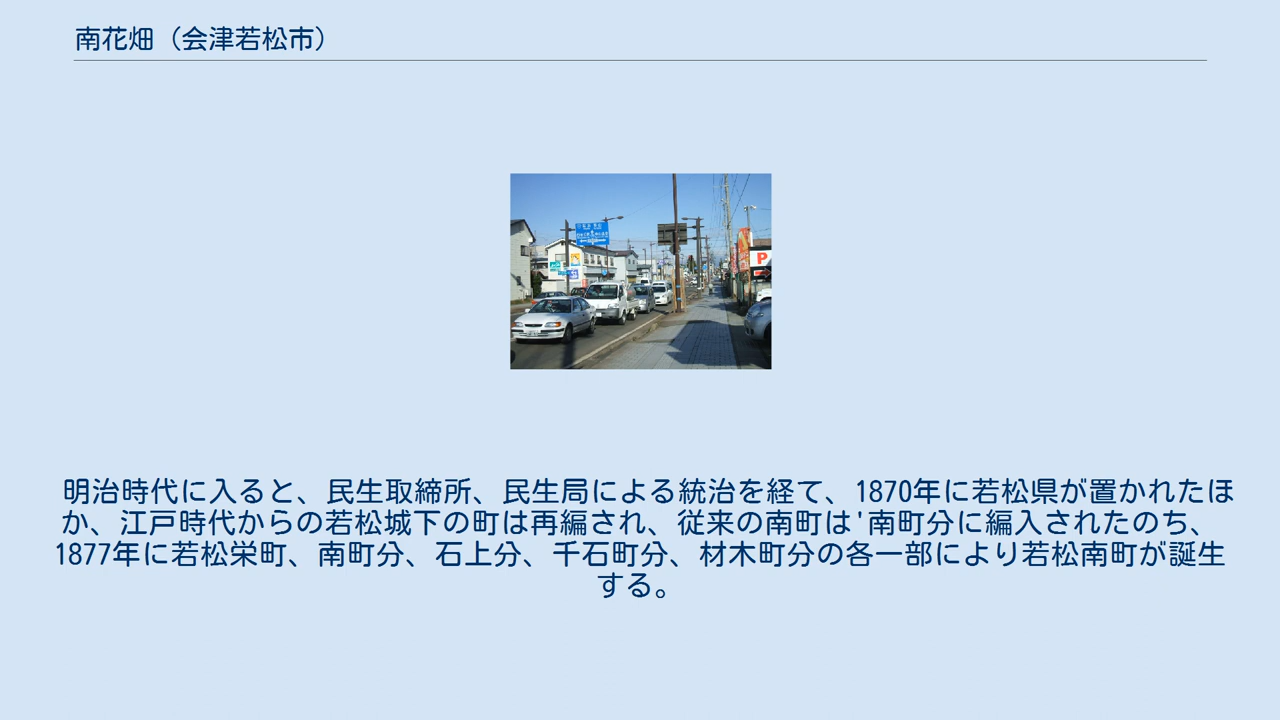 南花畑（会津若松市）
P
明治時代に入ると、民生取締所、民生局による統治を経て、1870年に若松県が置かれたほ
か、江戸時代からの若松城下の町は再編され、従来の南町は'南町分に編入されたのち、
1877年に若松栄町、南町分、石上分、千石町分、材木町分の各一部により若松南町が誕生
する。